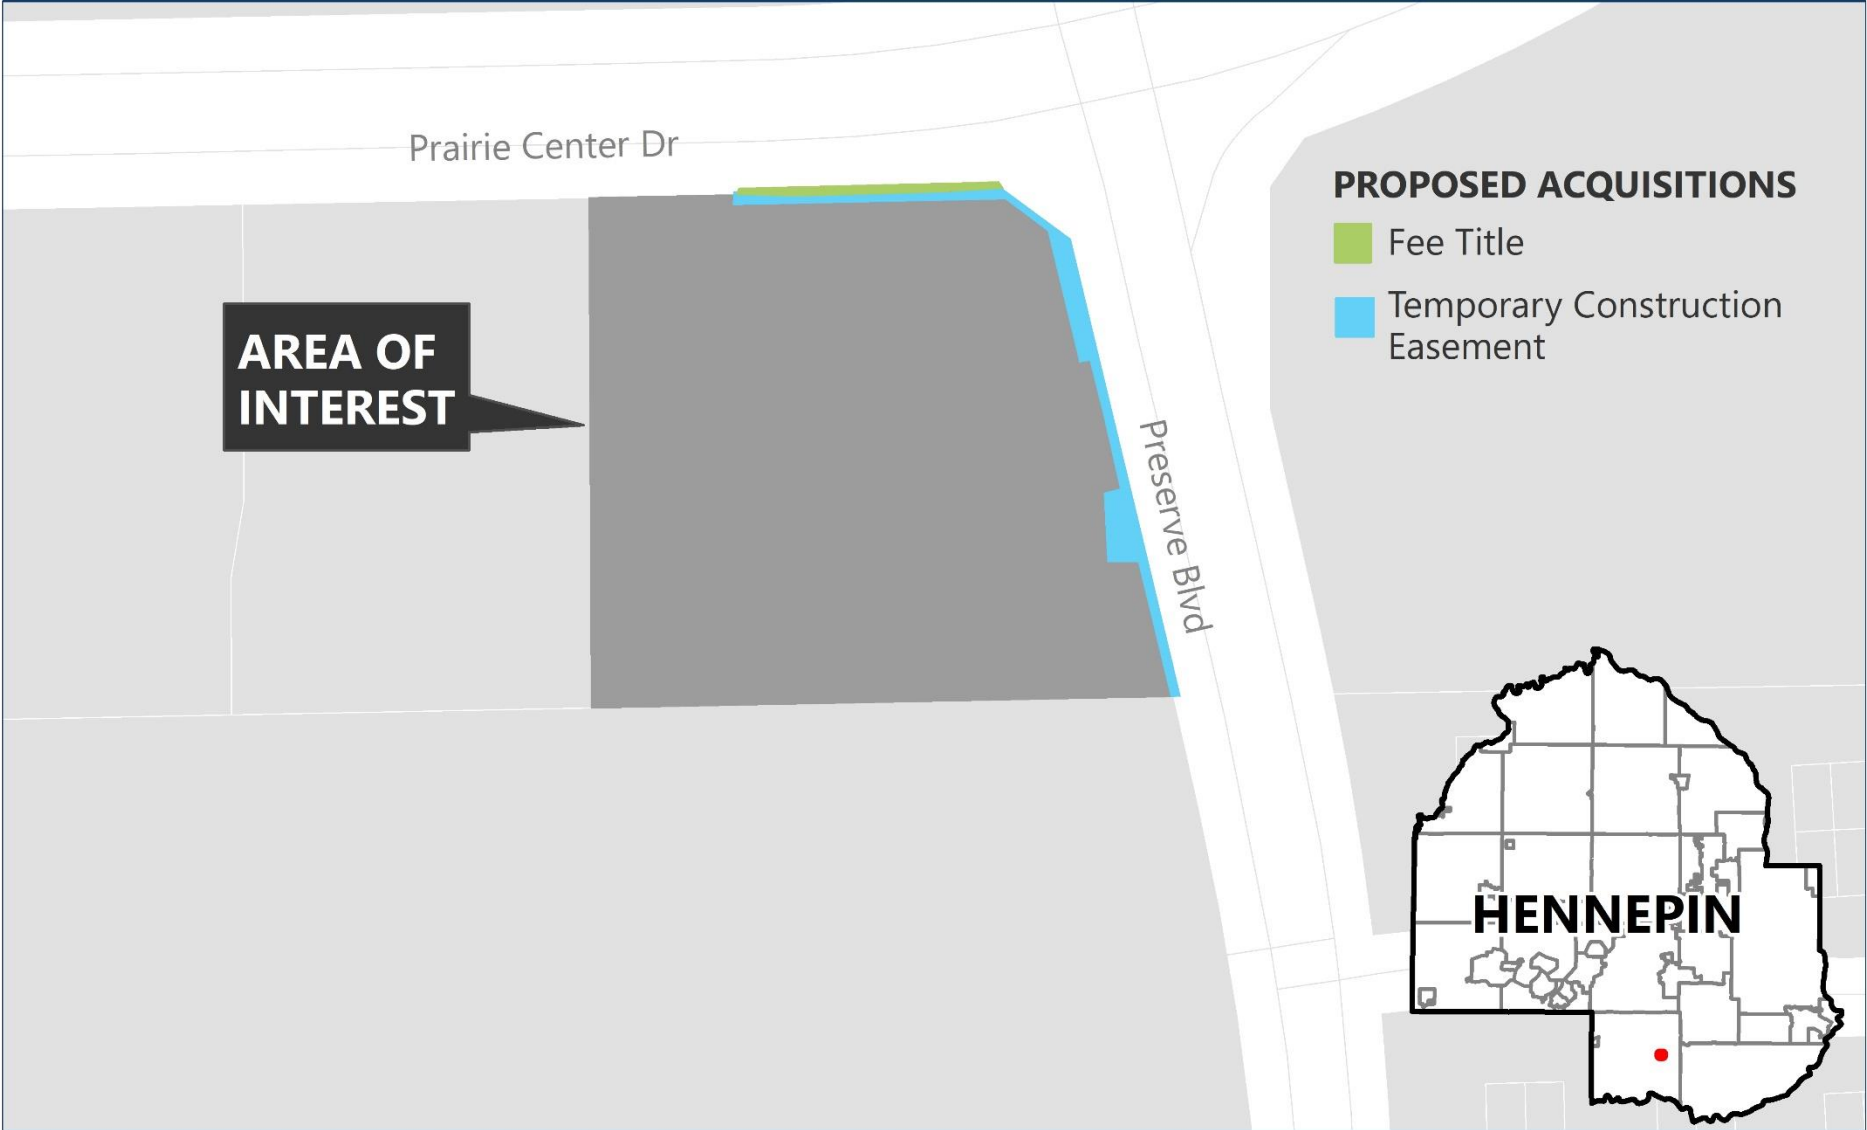 Prairie Center Dr
PROPOSED ACQUISITIONS
Fee Title
Temporary Construction
Easement
AREA OF
INTEREST
Preserve Blvd
HENNEPIN